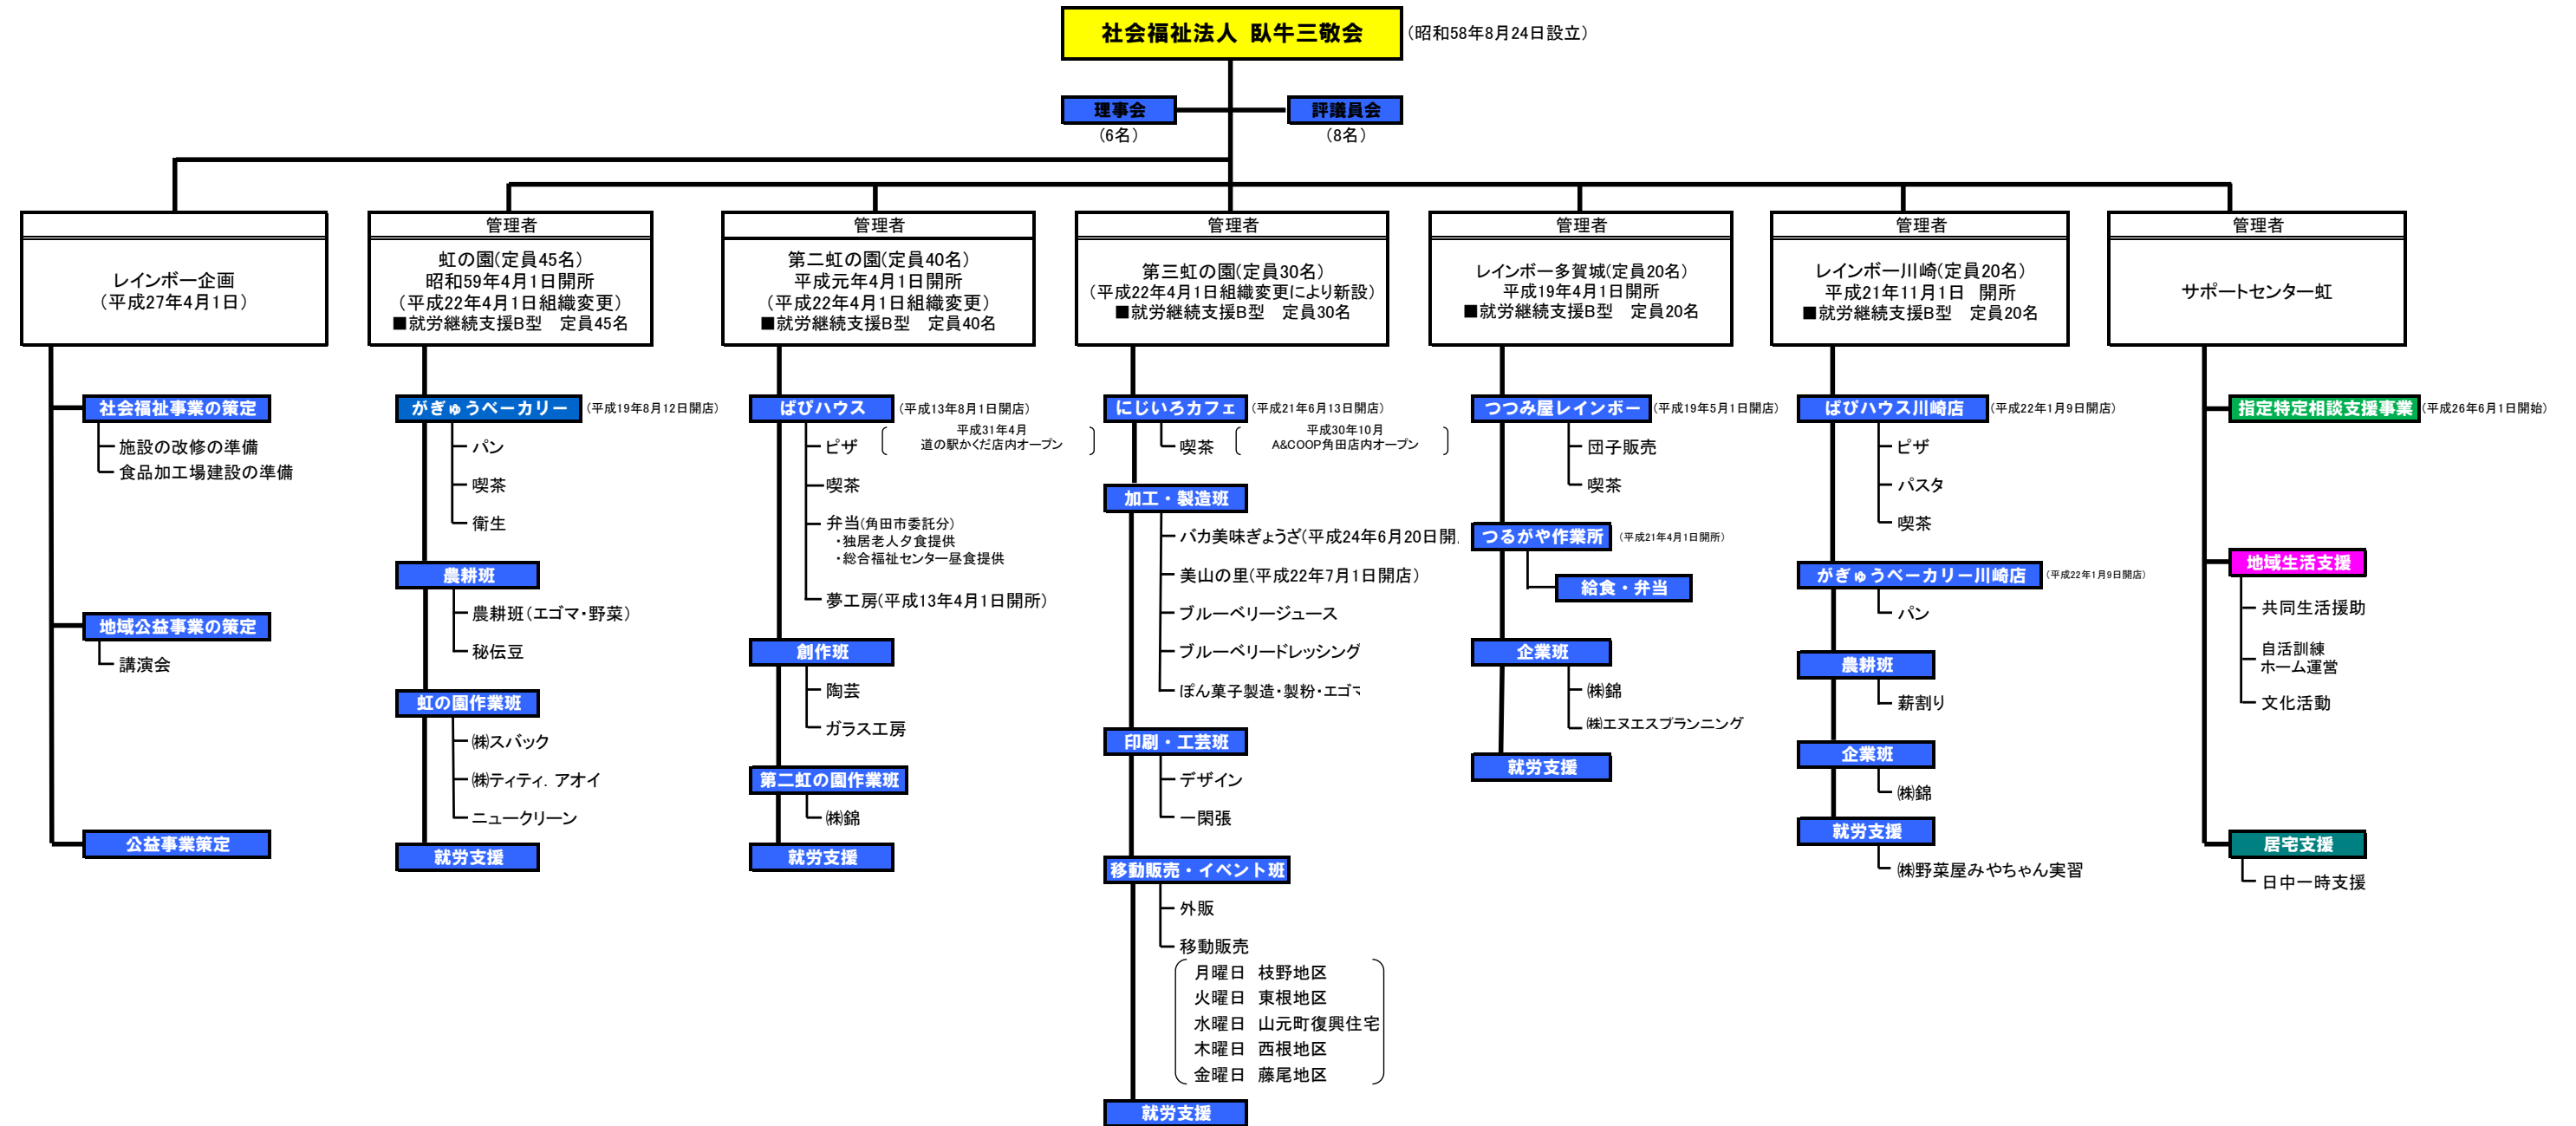 社会福祉法人 臥牛三敬会
（昭和58年8月24日設立）
理事会
（6名）
評議員会
（8名）
レインボー企画
（平成27年4月1日）
社会福祉事業の策定
施設の改修の準備
食品加工場建設の準備
地域公益事業の策定
講演会
公益事業策定
管理者
虹の園(定員45名)
昭和59年4月1日開所
（平成22年4月1日組織変更）
■就労継続支援B型　定員45名
がぎゅうベーカリー
（平成19年8月12日開店）
パン
喫茶
衛生
農耕班
農耕班（エゴマ・野菜）
秘伝豆
虹の園作業班
㈱スバック
㈱ティティ．アオイ
ニュークリーン
就労支援
管理者
第二虹の園(定員40名)
平成元年4月1日開所
（平成22年4月1日組織変更）
■就労継続支援B型　定員40名
ぱぴハウス
（平成13年8月1日開店）
ピザ
平成31年4月
道の駅かくだ店内オープン
喫茶
弁当(角田市委託分)
・独居老人夕食提供
・総合福祉センター昼食提供
夢工房(平成13年4月1日開所)
創作班
陶芸
ガラス工房
第二虹の園作業班
㈱錦
就労支援
管理者
第三虹の園(定員30名)
（平成22年4月1日組織変更により新設）
■就労継続支援B型　定員30名
にじいろカフェ
（平成21年6月13日開店）
喫茶
平成30年10月
A&COOP角田店内オープン
加工・製造班
バカ美味ぎょうざ(平成24年6月20日開
美山の里(平成22年7月1日開店)
ブルーベリージュース
ブルーベリードレッシング
ぽん菓子製造・製粉・エゴマ
印刷・工芸班
デザイン
一閑張
移動販売・イベント班
外販
移動販売
月曜日　枝野地区
火曜日　東根地区
水曜日　山元町復興住宅
木曜日　西根地区
金曜日　藤尾地区
就労支援
管理者
レインボー多賀城(定員20名)
平成19年4月1日開所
■就労継続支援B型　定員20名
つつみ屋レインボー
（平成19年5月1日開店）
団子販売
喫茶
つるがや作業所
（平成21年4月1日開所）
給食・弁当
企業班
㈱錦
㈱エヌエスプランニング
就労支援
管理者
レインボー川崎(定員20名)
平成21年11月1日　開所
■就労継続支援B型　定員20名
ぱぴハウス川崎店
（平成22年1月9日開店）
ピザ
パスタ
喫茶
がぎゅうベーカリー川崎店
（平成22年1月9日開店）
パン
農耕班
薪割り
企業班
㈱錦
就労支援
㈱野菜屋みやちゃん実習
管理者
サポートセンター虹
指定特定相談支援事業
（平成26年6月1日開始）
地域生活支援
共同生活援助
自活訓練
ホーム運営
文化活動
居宅支援
日中一時支援